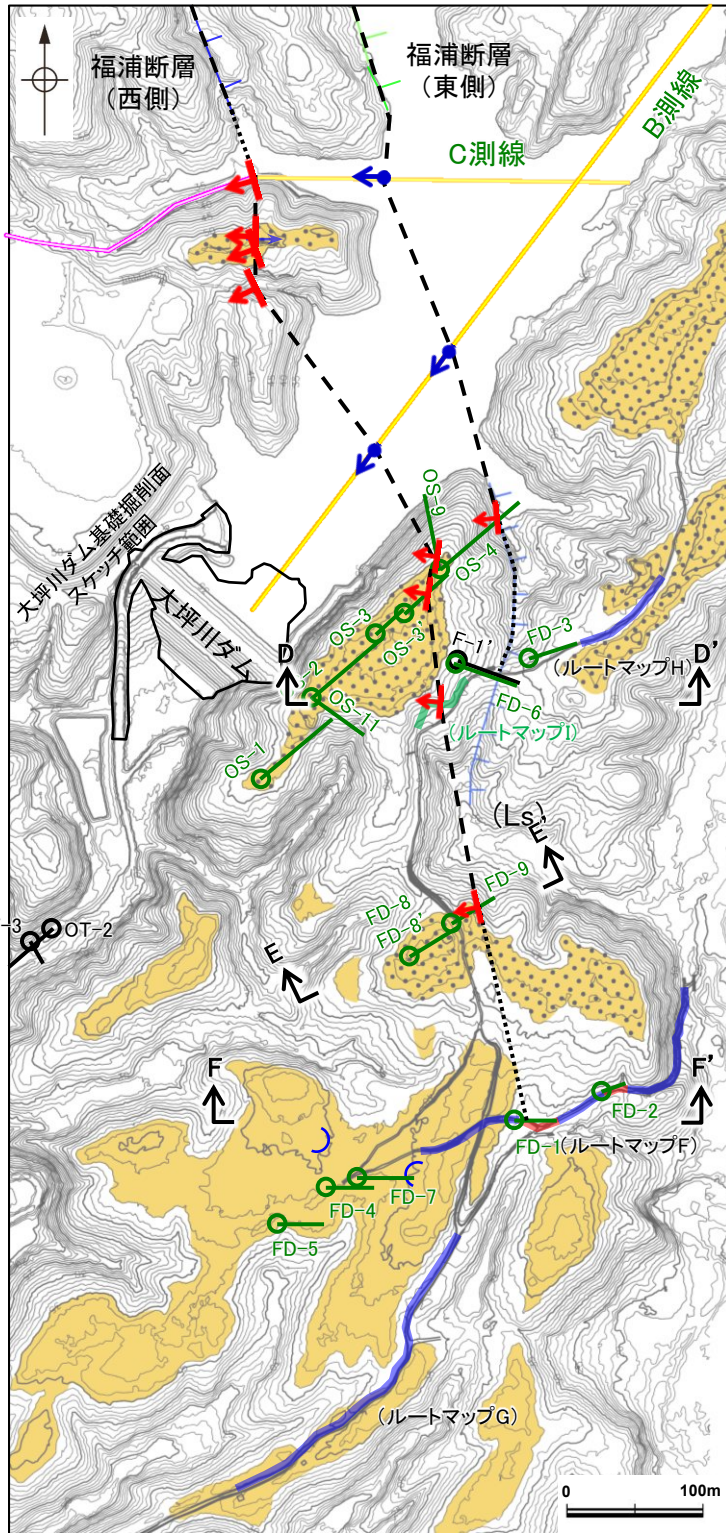 福浦断層
(西側)
福浦断層
(東側)
B測線
C測線
大坪川ダム基礎掘削面
スケッチ範囲
大坪川ダム
OS-9
OS-4
OS-3
OS-3'
F-1'
FD-3
D
D'
(ルートマップH)
-2
FD-6
OS-11
(ルートマップI)
OS-1
(Ls)
E'
FD-9
FD-8
FD-8'
-3
OT-2
E
F
F'
FD-2
FD-1
(ルートマップF)
FD-7
FD-4
FD-5
(ルートマップG)
0
100m